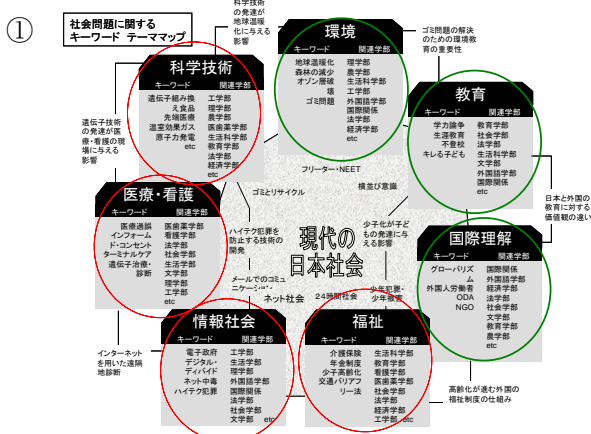 ①
社会問題に関する
キーワード テーママップ
科学技術
の発達が
地球温暖
化に与える
影響
環境
キーワード 関連学部
地球温暖化 理学部
森林の減少 農学部
オゾン層破 生活科学部
壊 工学部
ゴミ問題 外国語学部
国際関係
法学部
経済学部
etc
ゴミ問題の解決
のための環境教
育の重要性
科学技術
キーワード 関連学部
遺伝子組み換 工学部
え食品 理学部
先端医療 農学部
温室効果ガス 医歯薬学部
原子力発電 生活科学部
etc 教育学部
法学部
経済学部
etc
教育
キーワード 関連学部
学力論争 教育学部
生涯教育 社会学部
不登校 法学部
キレる子ども 生活科学部
文学部
外国語学部
国際関係
etc
遺伝子技術
の発達が医
療・看護の現
場に与える
影響
フリーター・NEET
ゴミとリサイクル
横並び意識
医療・看護
キーワード 関連学部
医療過誤 医歯薬学部
インフォーム 看護学部
ド・コンセント 法学部
ターミナルケア 社会学部
遺伝子治療・ 生活学部
診断 文学部
理学部
工学部
etc
日本と外国の
教育に対する
価値観の違い
ハイテク犯罪を
防止する技術の
開発
現代の
日本社会
少子化が子ど
もの発達に与
える影響
国際理解
キーワード 関連学部
グローバリズ 国際関係
ム 外国語学部
外国人労働者 経済学部
ODA 法学部
NGO 社会学部
文学部
教育学部
農学部
etc
メールでのコミュ
ニケーション・
ネット社会
24時間社会
少年犯罪・
少年被害
情報社会
キーワード 関連学部
電子政府 工学部
デジタル・ 生活学部
ディバイド 理学部
ネット中毒 外国語学部
ハイテク犯罪 国際関係
法学部
社会学部
文学部 etc
福祉
キーワード 関連学部
介護保険 生活科学部
年金制度 教育学部
少子高齢化 看護学部
交通バリアフ 医歯薬学部
リー法 社会学部
法学部
経済学部
工学部 etc
インターネット
を用いた遠隔
地診断
高齢化が進む外国の
福祉制度の仕組み